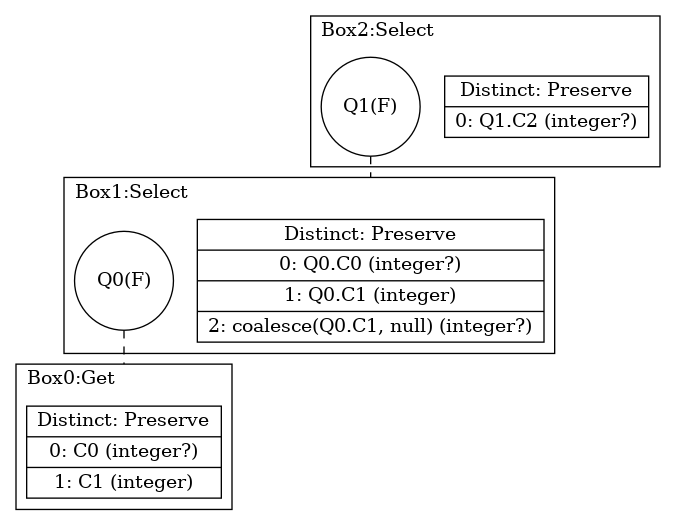 Box2:Select
Q1(F)
Distinct: Preserve
0: Q1.C2 (integer?)
Box1:Select
Q0(F)
Distinct: Preserve
0: Q0.C0 (integer?)
1: Q0.C1 (integer)
2: coalesce(Q0.C1, null) (integer?)
Box0:Get
Distinct: Preserve
0: C0 (integer?)
1: C1 (integer)